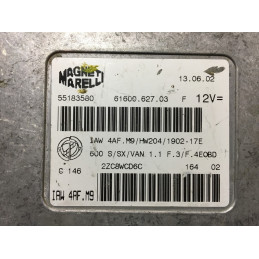 MAGNETI
MARELLI
13.06.02
55183580 61600.627.03 F 12V=
IAW 4AF.M9/HW204/1902-17E
600 S/SX/VAN 1.1 F.3/F.4EOBD
G 146 2ZC8WCD6C 164 02
IAW 4AF.M9